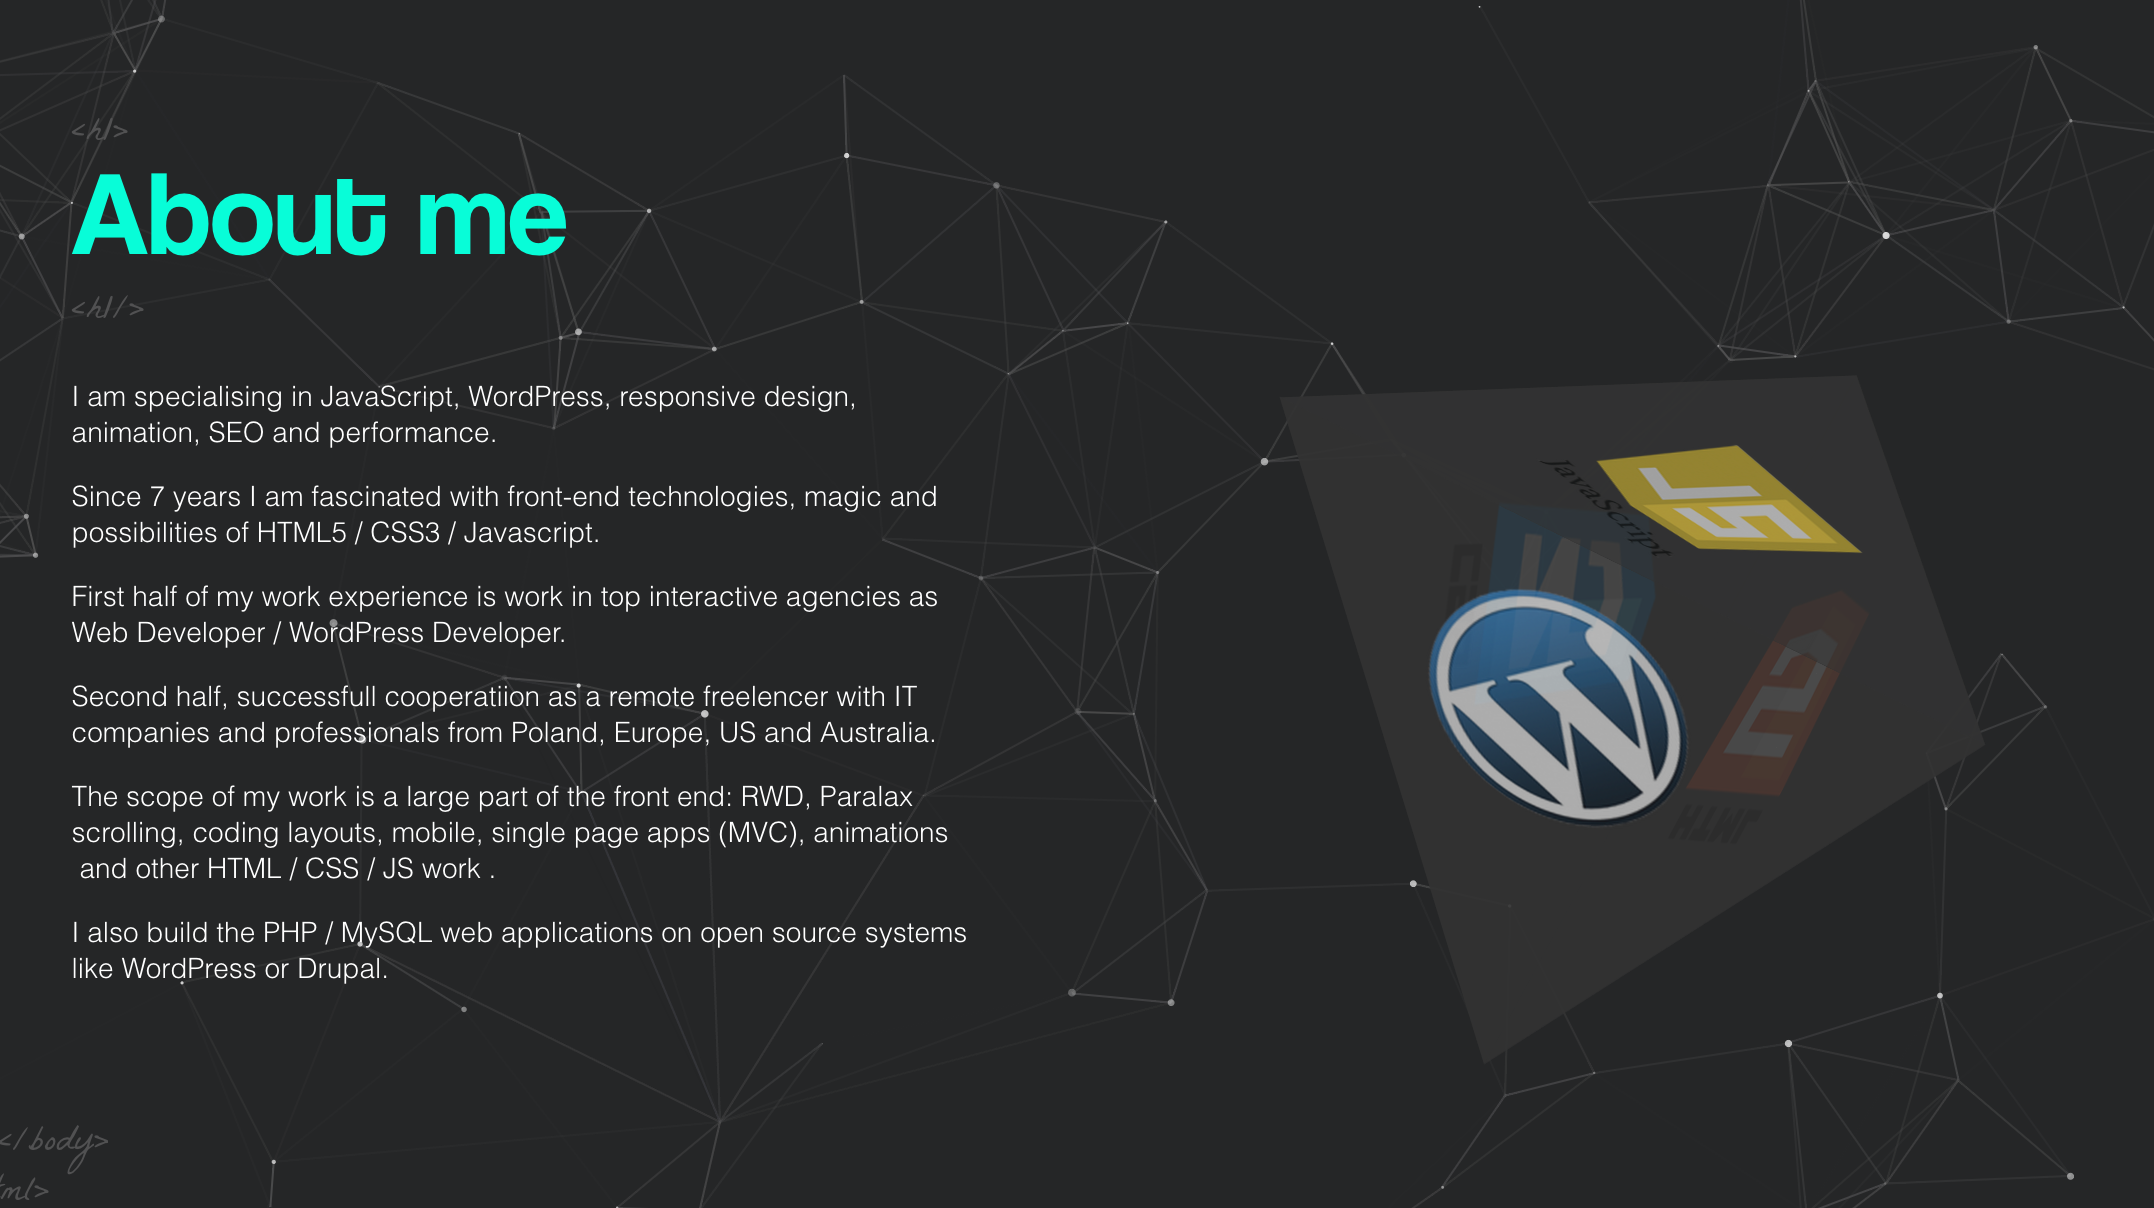 <h1>
About me
<h1/>
I am specialising in JavaScript, WordPress, responsive design,
animation, SEO and performance.
Since 7 years I am fascinated with front-end technologies, magic and
possibilities of HTML5 / CSS3 / Javascript.
First half of my work experience is work in top interactive agencies as
Web Developer / WordPress Developer.
Second half, successfull cooperatiion as a remote freelencer with IT
companies and professionals from Poland, Europe, US and Australia.
The scope of my work is a large part of the front end: RWD, Paralax
scrolling, coding layouts, mobile, single page apps (MVC), animations
and other HTML / CSS / JS work .
I also build the PHP / MySQL web applications on open source systems
like WordPress or Drupal.
JavaScript
JS
W
HTML
</body>